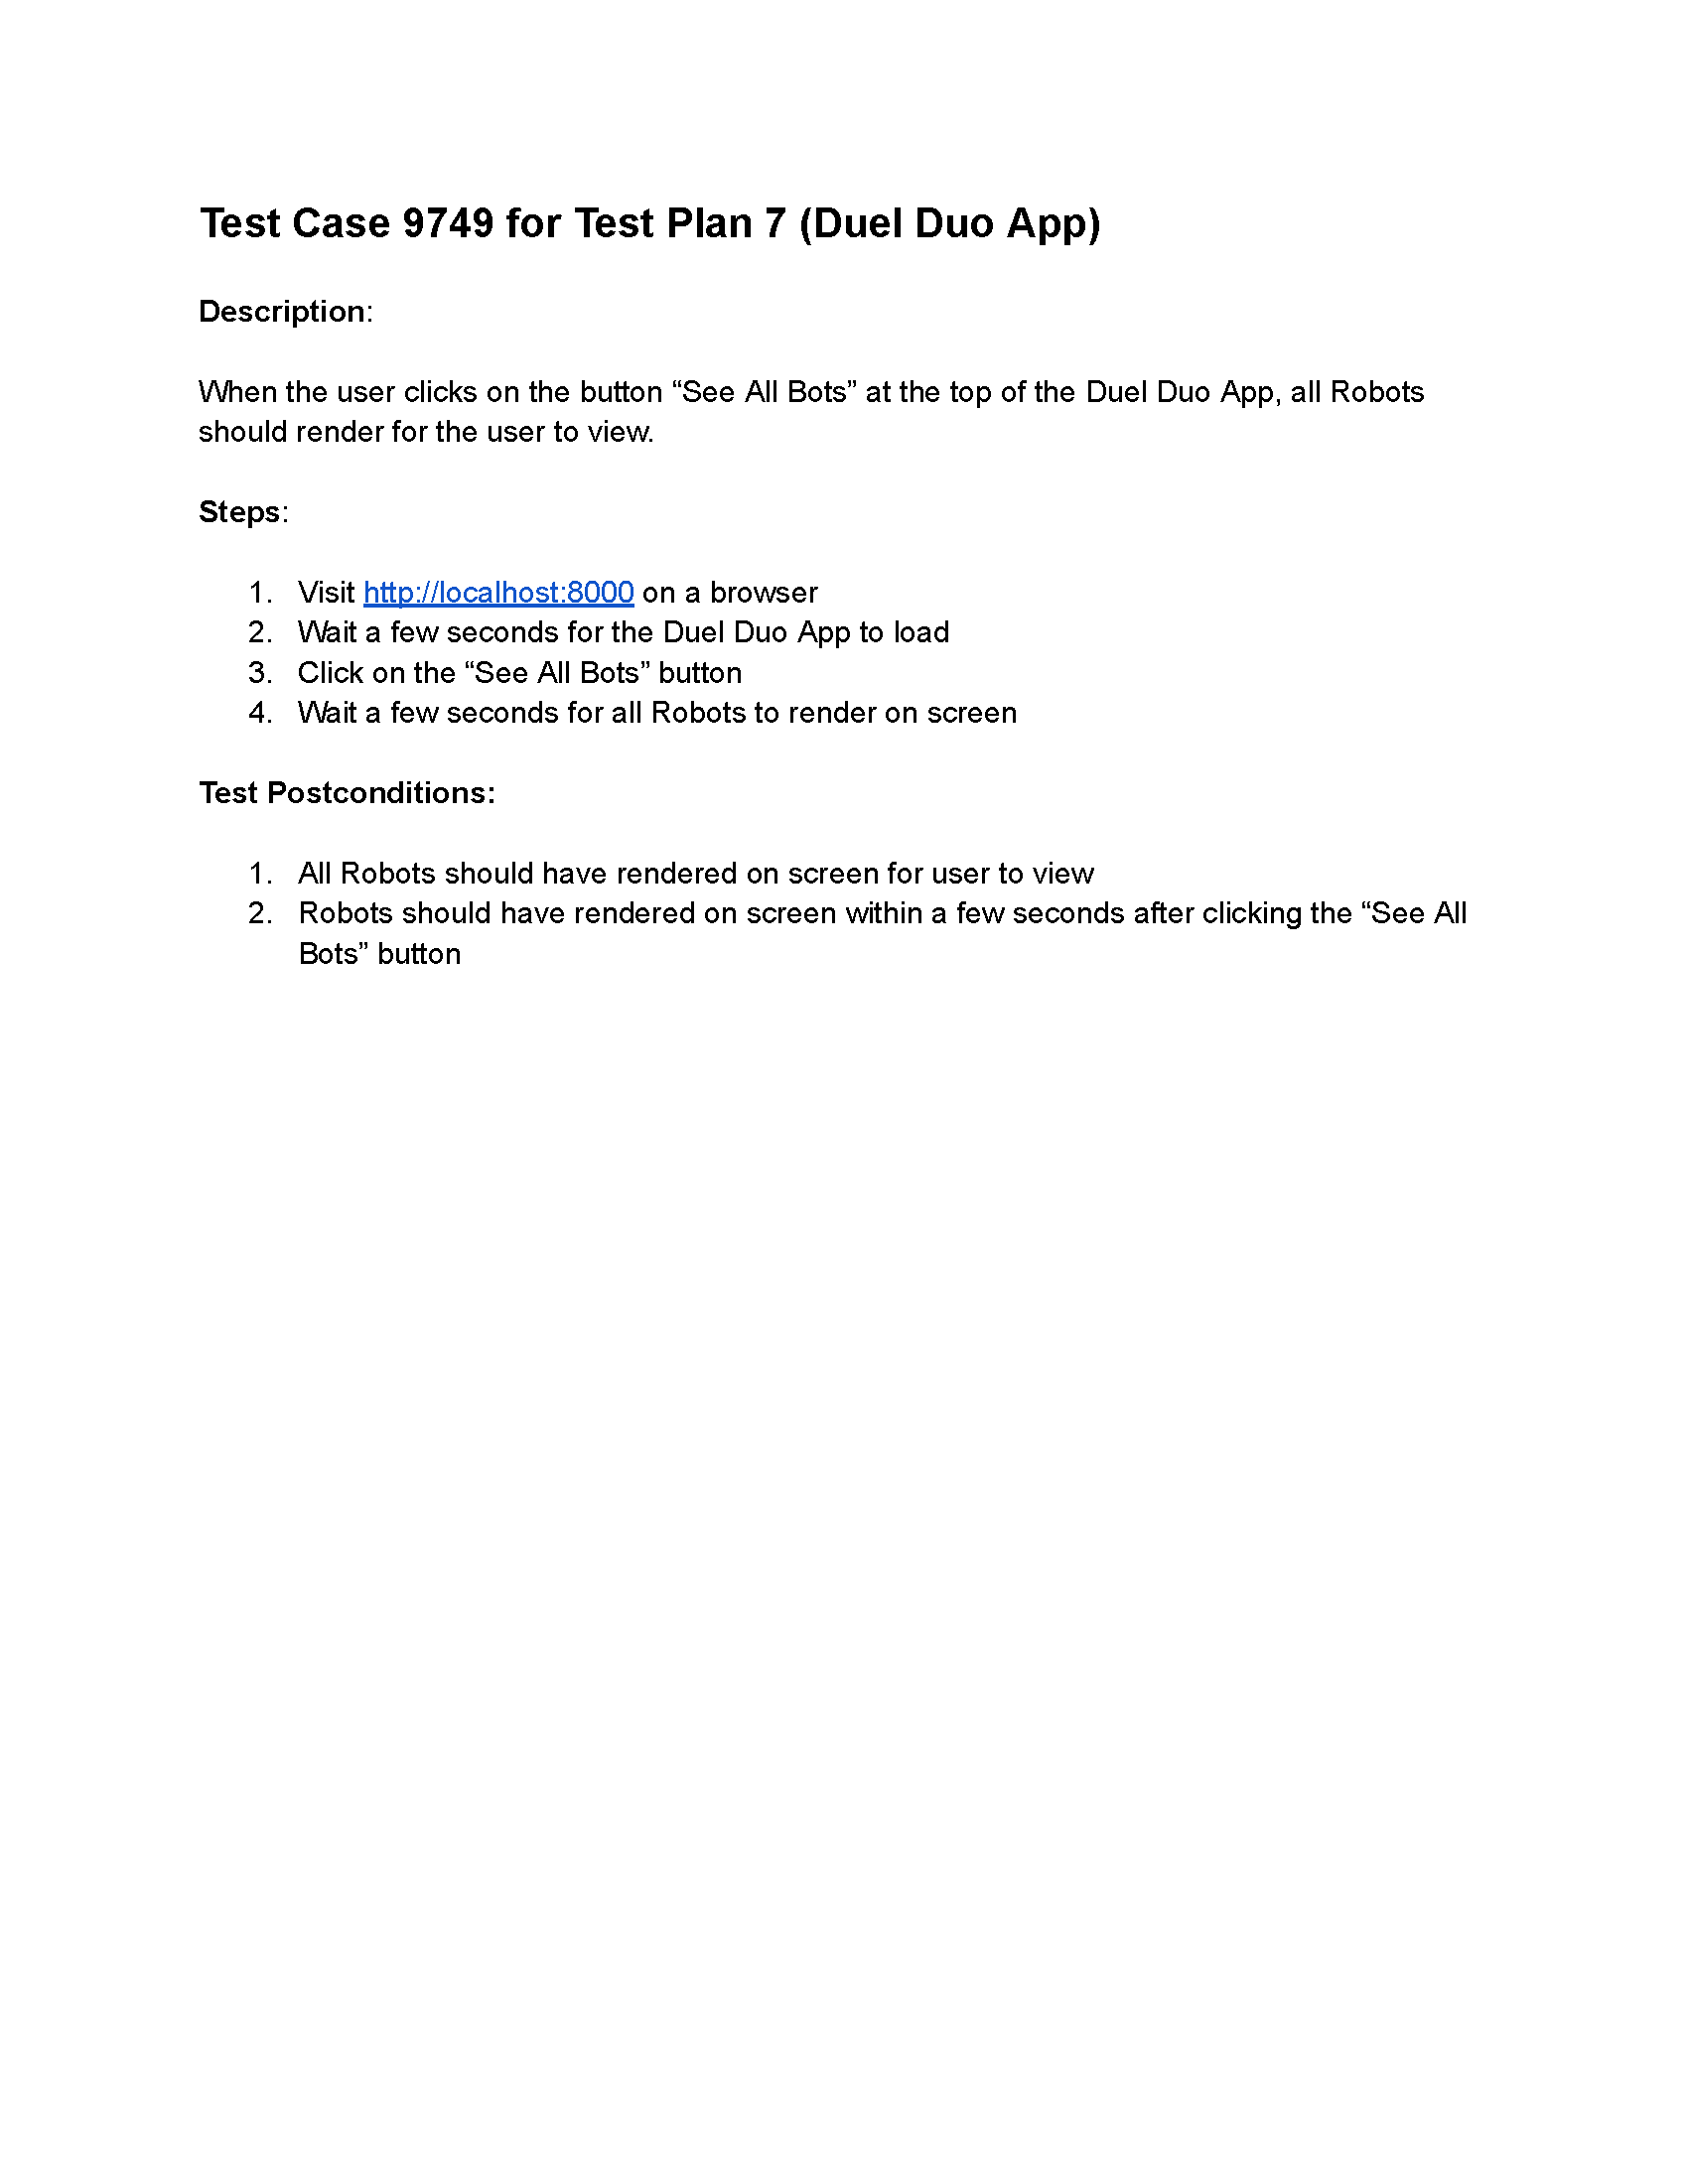 Test Case 9749 for Test Plan 7 (Duel Duo App)
Description:
When the user clicks on the button “See All Bots” at the top of the Duel Duo App, all Robots
should render for the user to view.
Steps:
1. Visit http://localhost:8000 on a browser
2. Wait a few seconds for the Duel Duo App to load
3. Click on the “See All Bots” button
4. Wait a few seconds for all Robots to render on screen
Test Postconditions:
1. All Robots should have rendered on screen for user to view
2. Robots should have rendered on screen within a few seconds after clicking the “See All
Bots” button